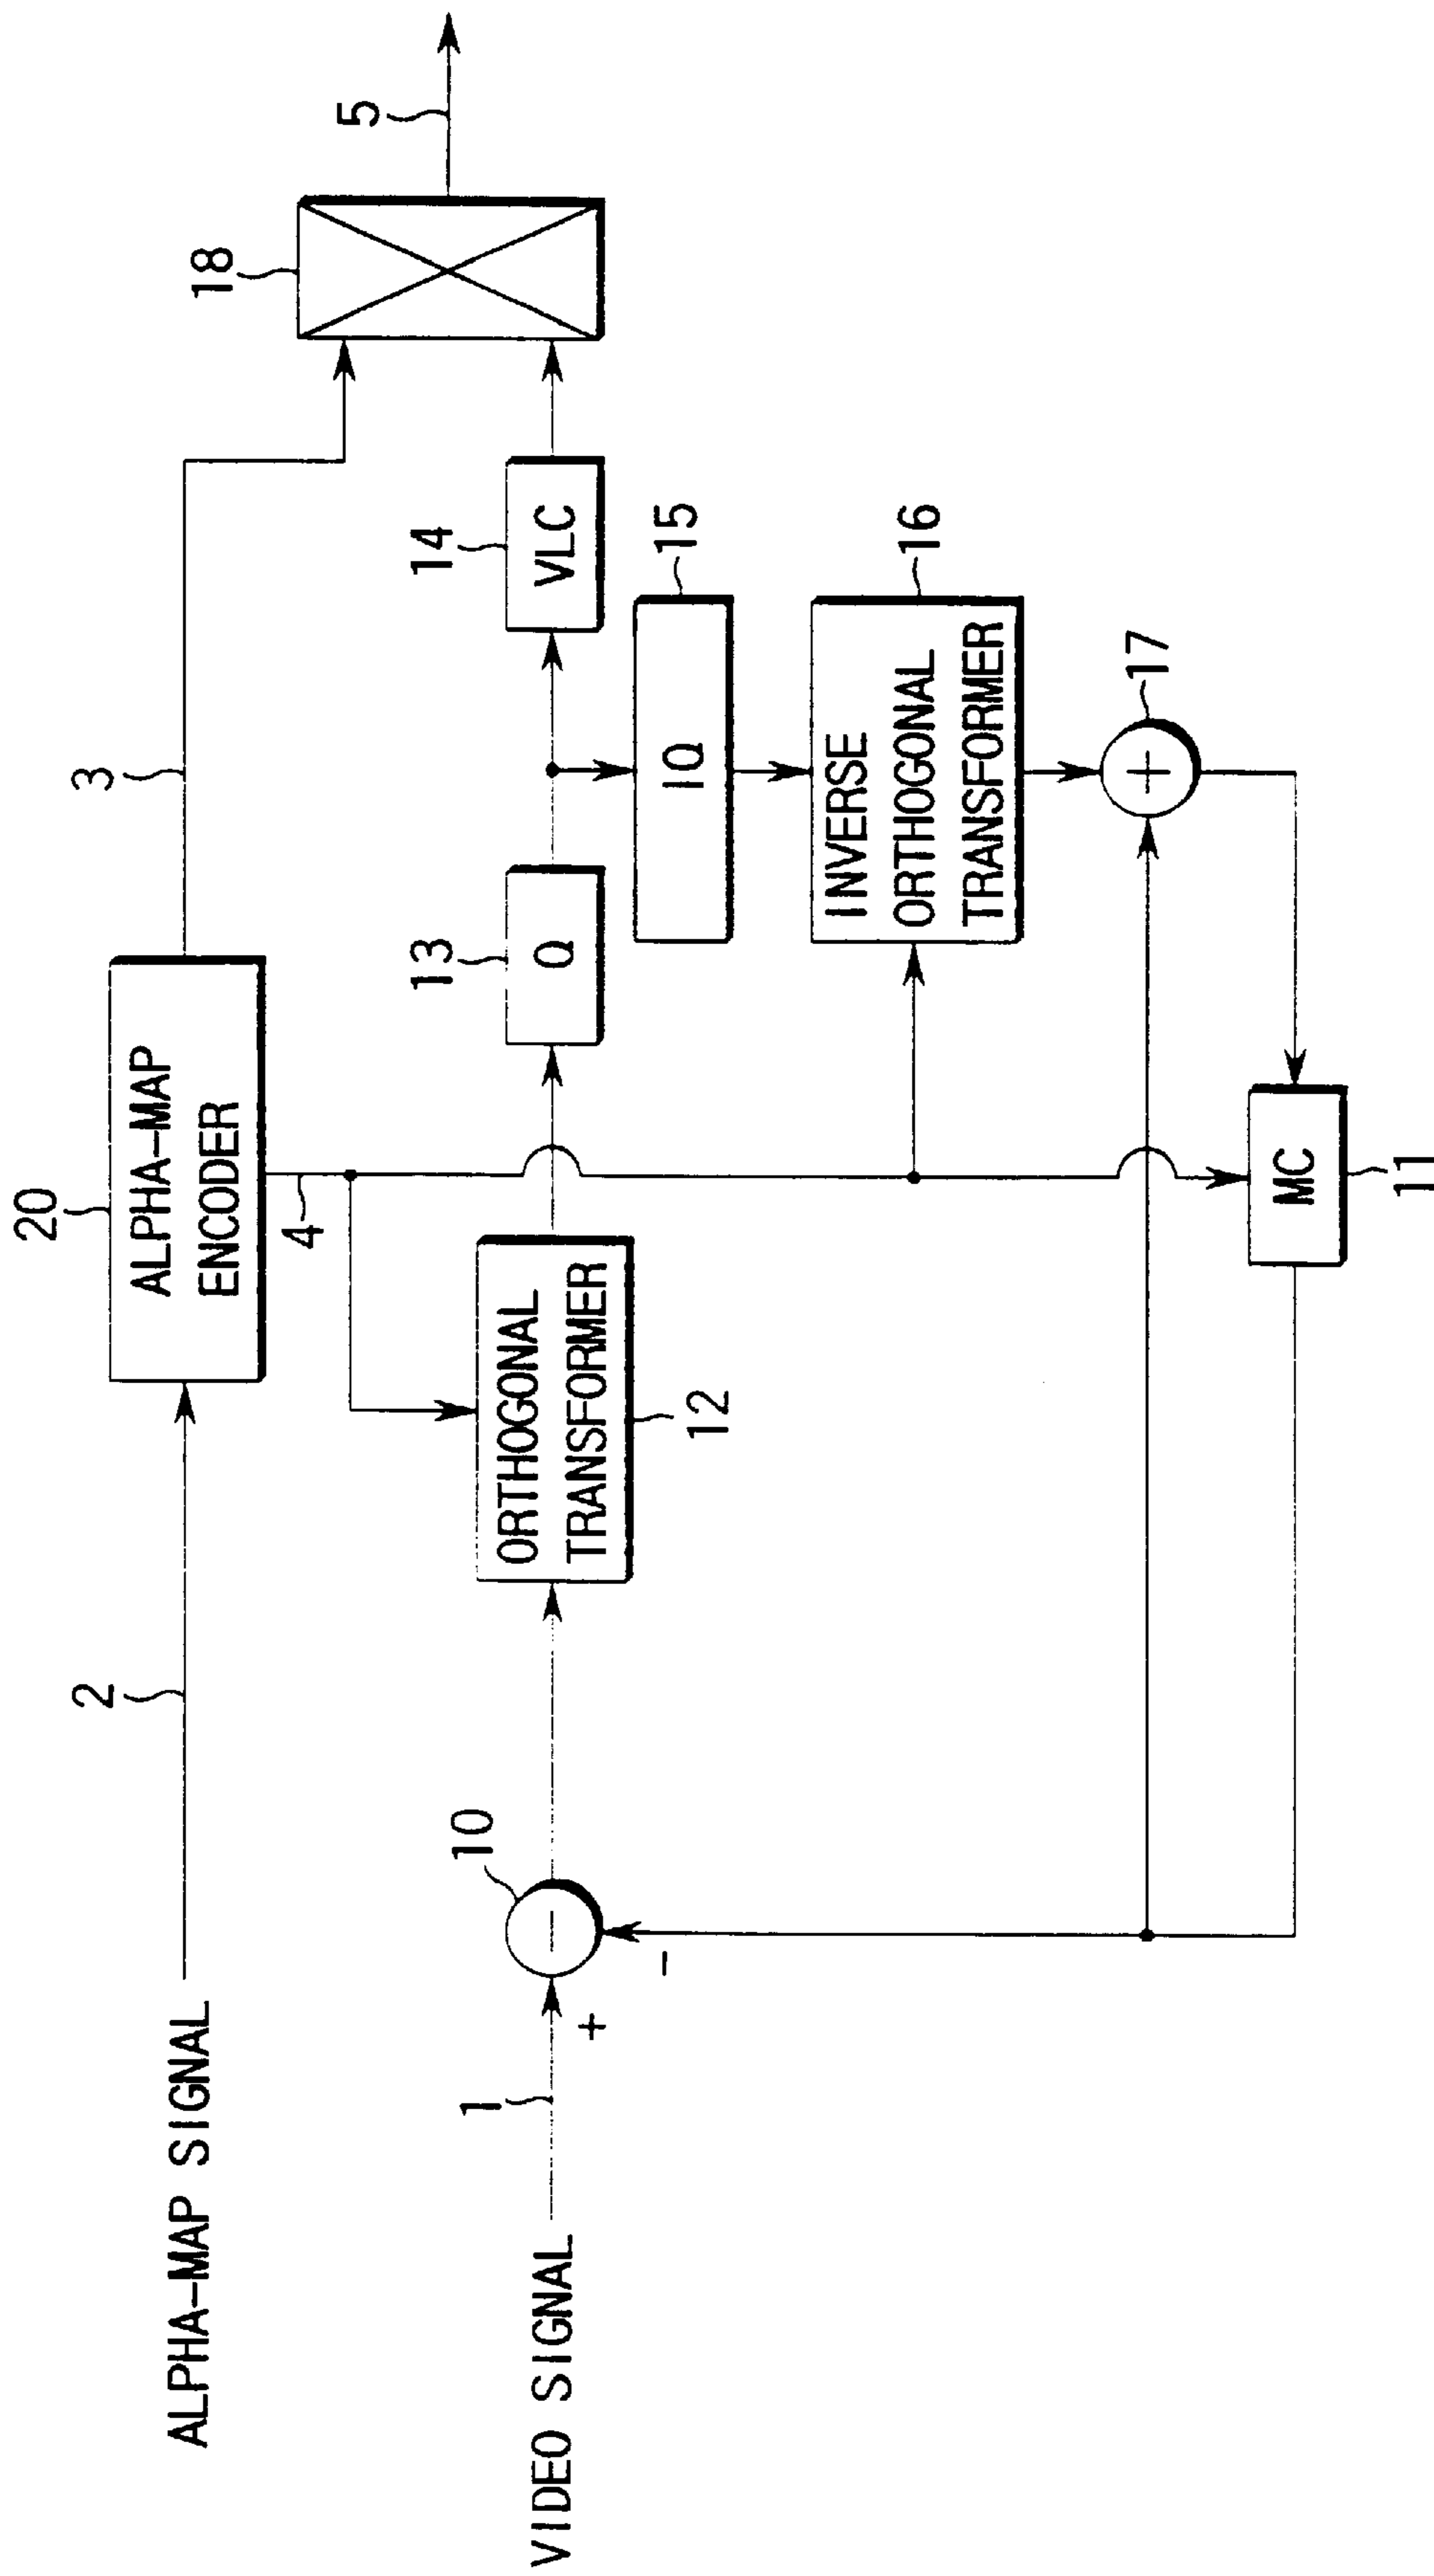 ALPHA-MAP SIGNAL
2
20
ALPHA-MAP
ENCODER
3
4
18
5
VIDEO SIGNAL
1
+
-
10
ORTHOGONAL
TRANSFORMER
12
13
Q
14
VLC
15
IQ
INVERSE
ORTHOGONAL
TRANSFORMER
16
+
17
MC
11